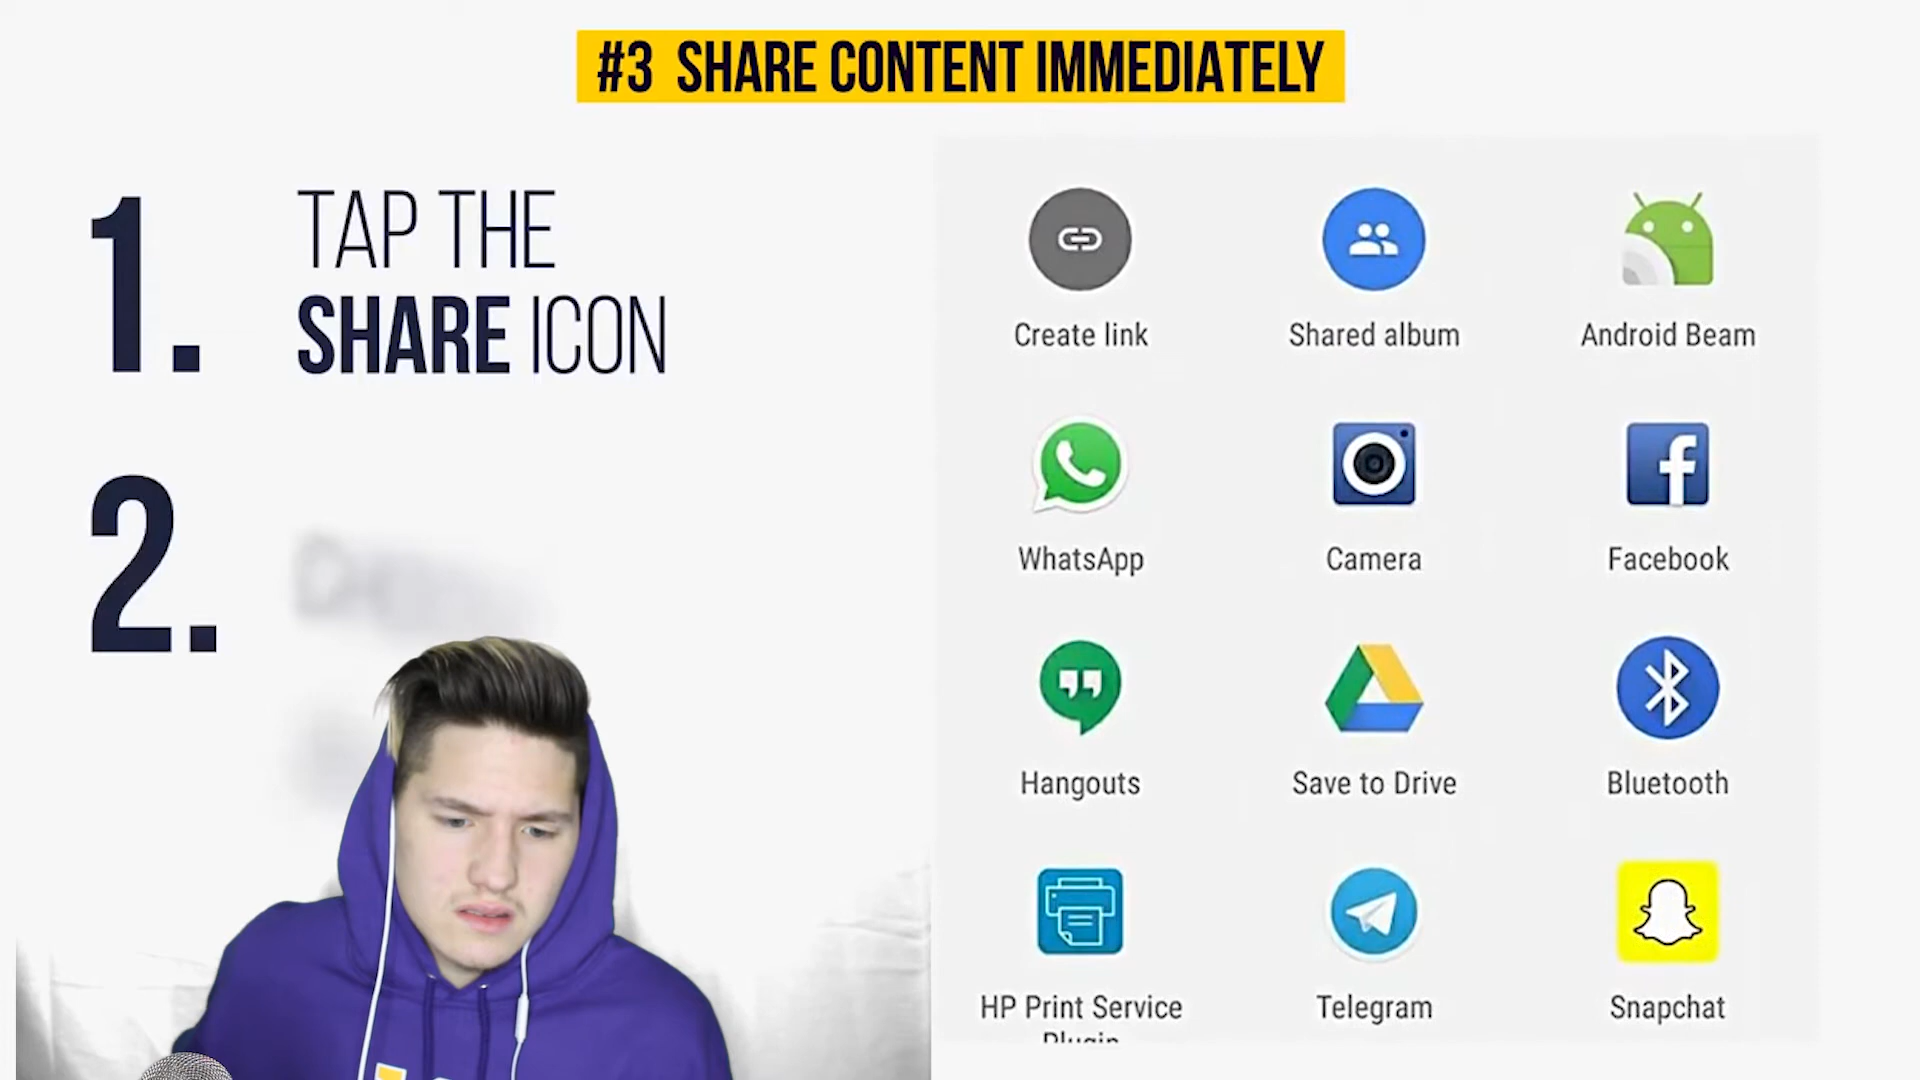 #3 SHARE CONTENT IMMEDIATELY
1.
TAP THE
SHARE ICON
2.
Create link
Shared album
Android Beam
WhatsApp
Camera
Facebook
Hangouts
Save to Drive
Bluetooth
HP Print Service
Plugin
Telegram
Snapchat